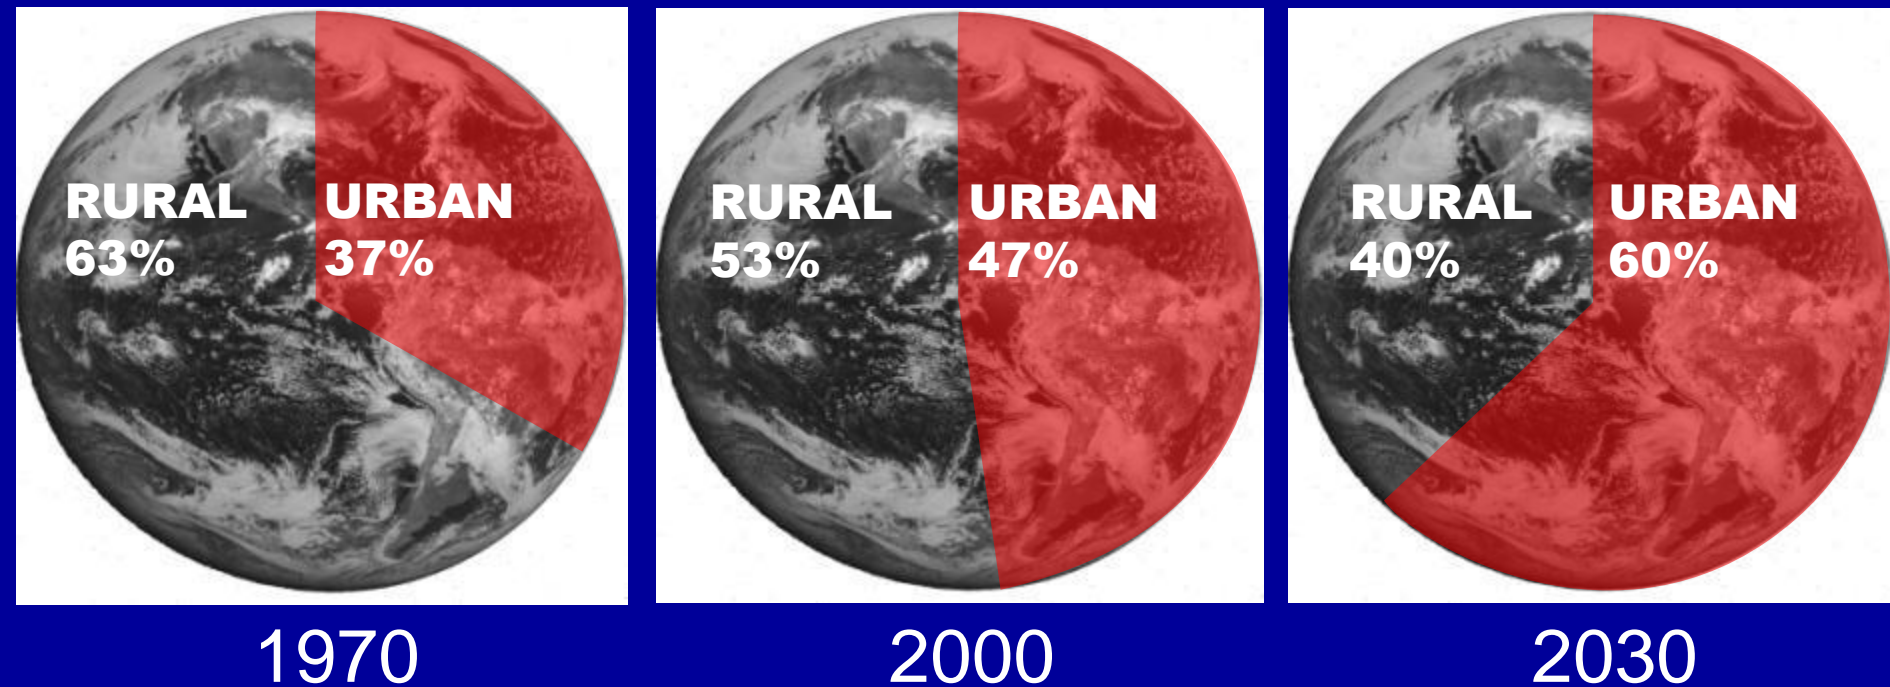 RURAL
63%
URBAN
37%
RURAL
53%
URBAN
47%
RURAL
40%
URBAN
60%
1970
2000
2030